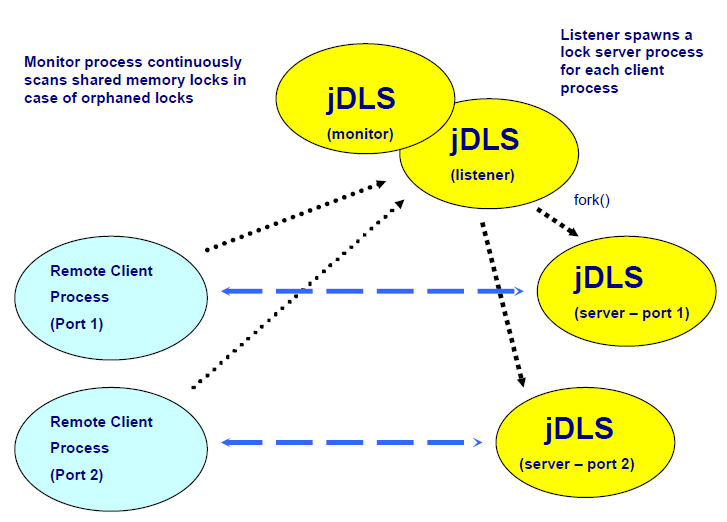 Monitor process continuously
scans shared memory locks in
case of orphaned locks
Listener spawns a
lock server process
for each client
process
jDLS
(monitor)
jDLS
(listener)
fork()
Remote Client
Process
(Port 1)
jDLS
(server – port 1)
Remote Client
Process
(Port 2)
jDLS
(server – port 2)